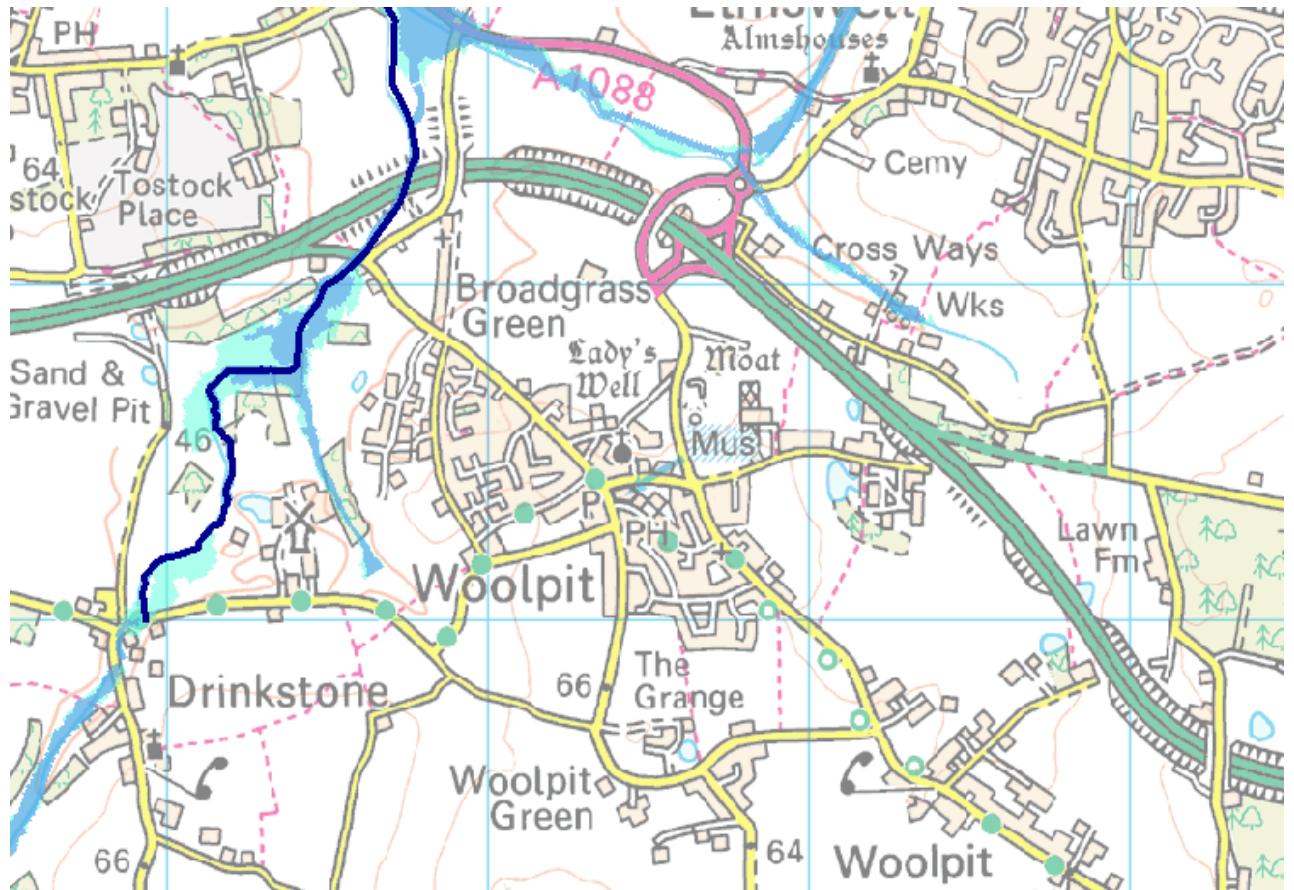 PH
Elmswell
Almshouses
A1088
64
stock
Tostock
Place
Cemy
Cross Ways
Wks
Broadgrass
Green
Lady's
Well
Moat
Sand &
Gravel Pit
46
Mus
P
PH
Lawn
Fm
Woolpit
The
Grange
66
Drinkstone
Woolpit
Green
66
64
Woolpit